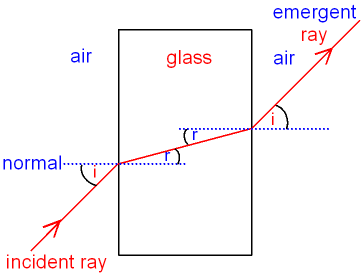 emergent
ray
air
glass
air
i
r
r
normal
i
incident ray